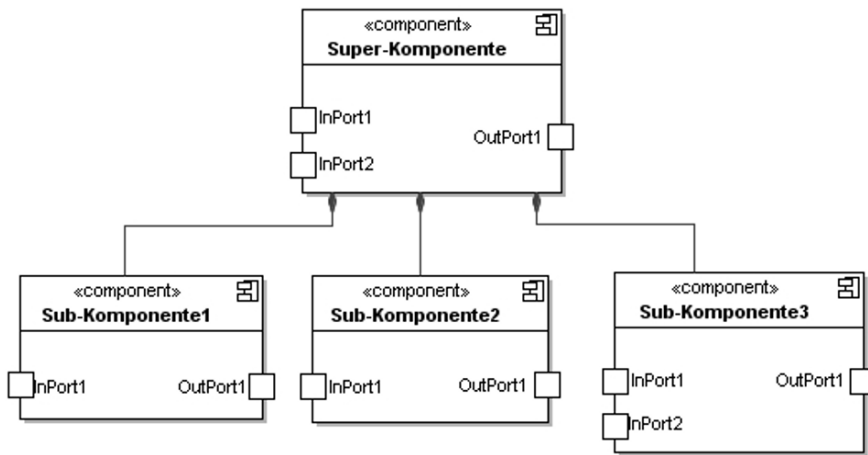 «component»
Super-Komponente
InPort1
OutPort1
InPort2
«component»
Sub-Komponente1
InPort1
OutPort1
«component»
Sub-Komponente2
InPort1
OutPort1
«component»
Sub-Komponente3
InPort1
OutPort1
InPort2